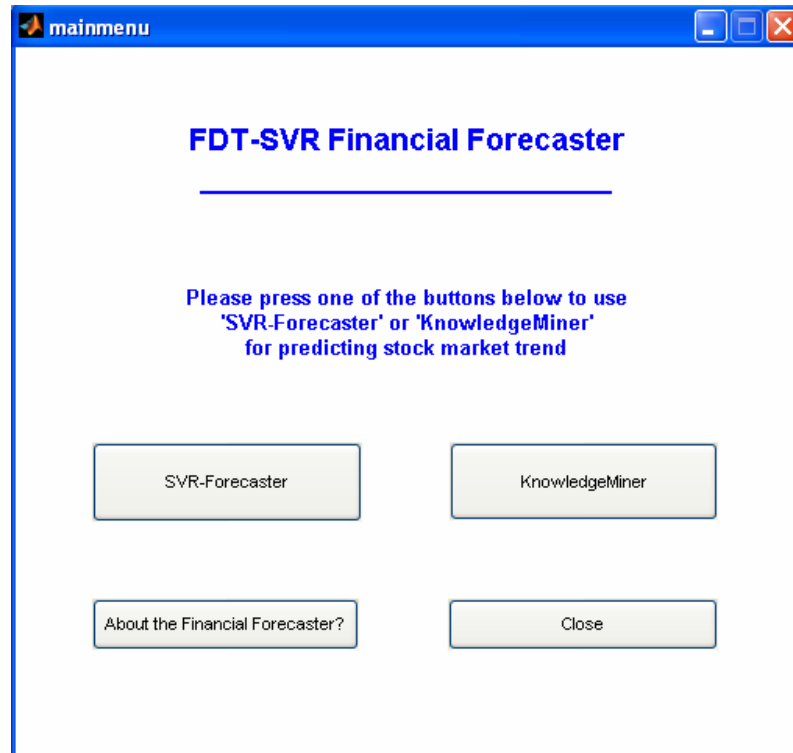 mainmenu
FDT-SVR Financial Forecaster
Please press one of the buttons below to use
'SVR-Forecaster' or 'KnowledgeMiner'
for predicting stock market trend
SVR-Forecaster
KnowledgeMiner
About the Financial Forecaster?
Close